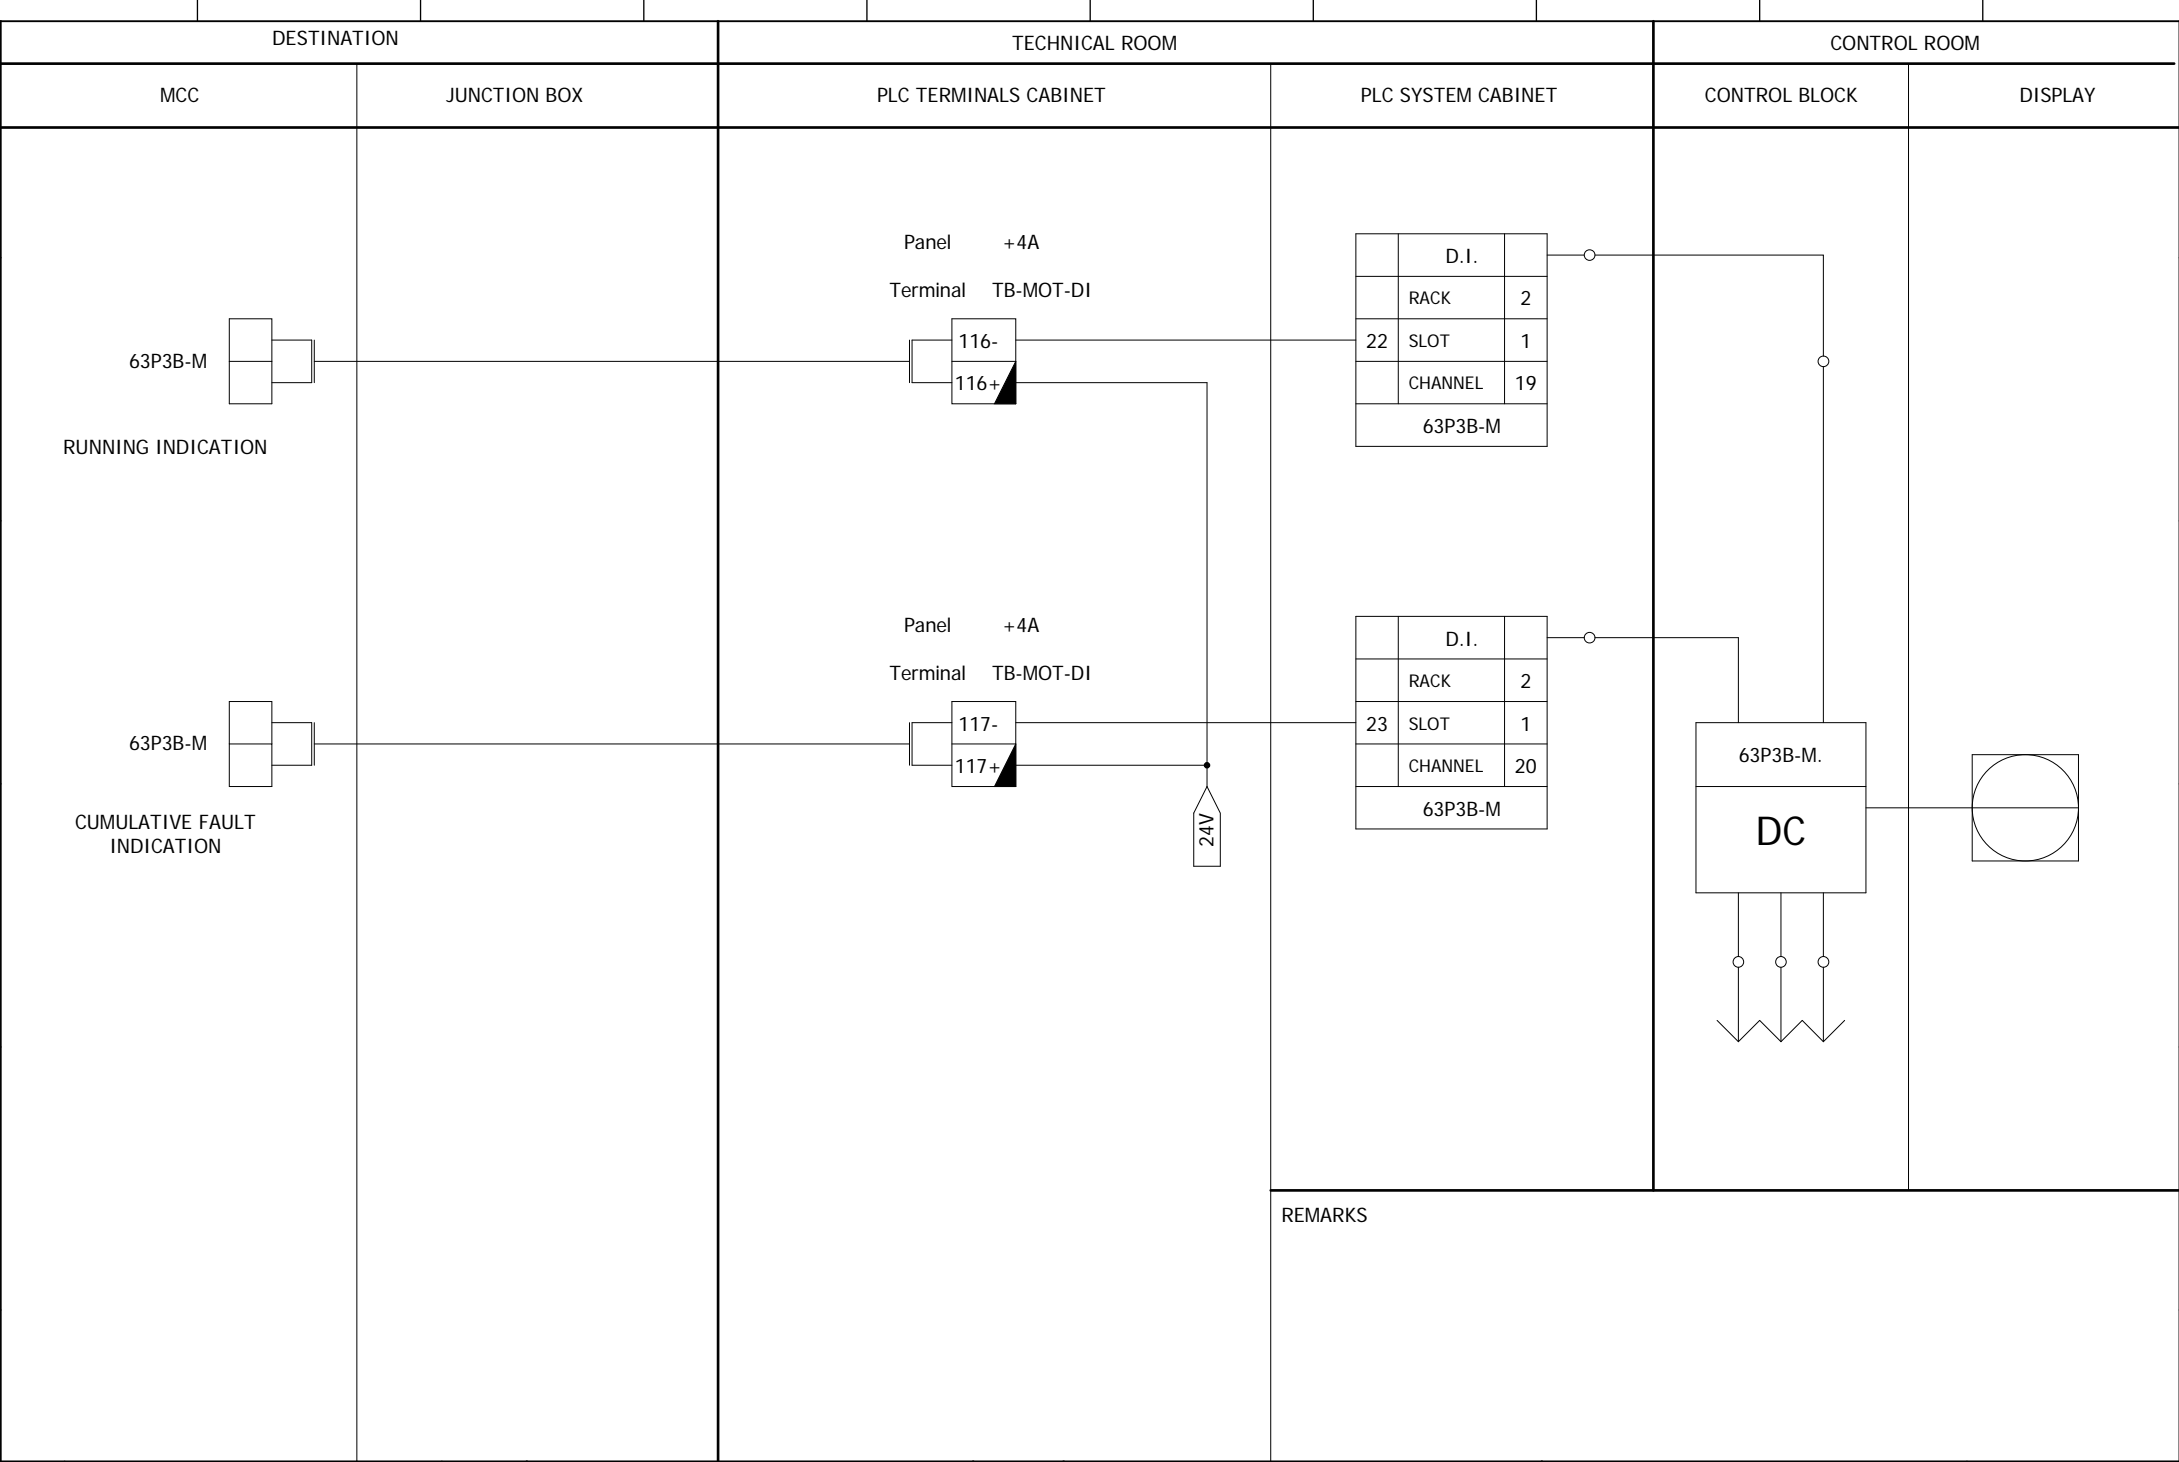 DESTINATION
TECHNICAL ROOM
CONTROL ROOM
MCC
JUNCTION BOX
PLC TERMINALS CABINET
PLC SYSTEM CABINET
CONTROL BLOCK
DISPLAY
63P3B-M
RUNNING INDICATION
Panel +4A
Terminal TB-MOT-DI
116-
116+
D.I.
RACK 2
22 SLOT 1
CHANNEL 19
63P3B-M
63P3B-M
CUMULATIVE FAULT
INDICATION
Panel +4A
Terminal TB-MOT-DI
117-
117+
24V
D.I.
RACK 2
23 SLOT 1
CHANNEL 20
63P3B-M
63P3B-M.
DC
REMARKS